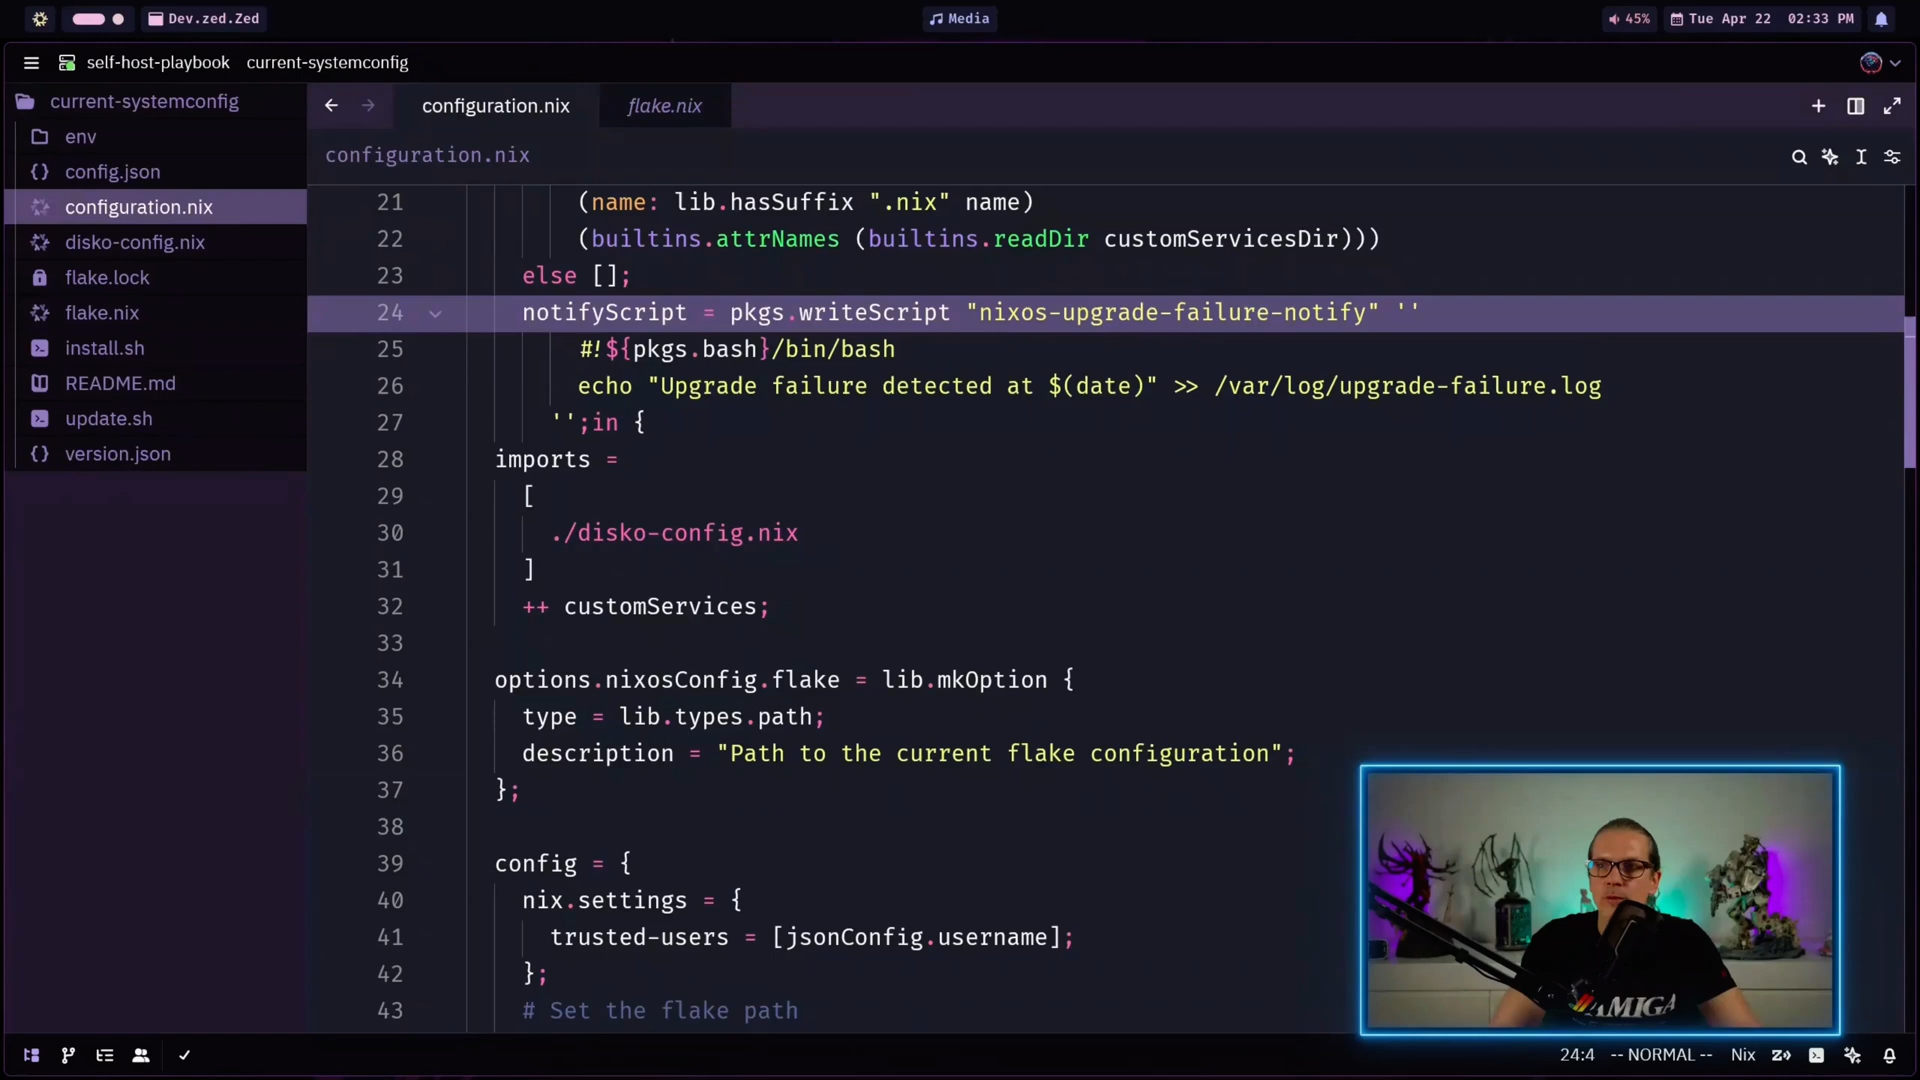 Dev.zed.Zed
Media
45%
Tue Apr 22 02:33 PM
self-host-playbook current-systemconfig
current-systemconfig
env
config.json
configuration.nix
disko-config.nix
flake.lock
flake.nix
install.sh
README.md
update.sh
version.json
configuration.nix
flake.nix
configuration.nix
21 (name: lib.hasSuffix ".nix" name)
22 (builtins.attrNames (builtins.readDir customServicesDir)))
23 else [];
24 notifyScript = pkgs.writeScript "nixos-upgrade-failure-notify" ''
25 #!${pkgs.bash}/bin/bash
26 echo "Upgrade failure detected at $(date)" >> /var/log/upgrade-failure.log
27 '';in {
28 imports =
29 [
30 ./disko-config.nix
31 ]
32 ++ customServices;
33
34 options.nixosConfig.flake = lib.mkOption {
35 type = lib.types.path;
36 description = "Path to the current flake configuration";
37 };
38
39 config = {
40 nix.settings = {
41 trusted-users = [jsonConfig.username];
42 };
43 # Set the flake path
AMIGA
24:4 -- NORMAL -- Nix